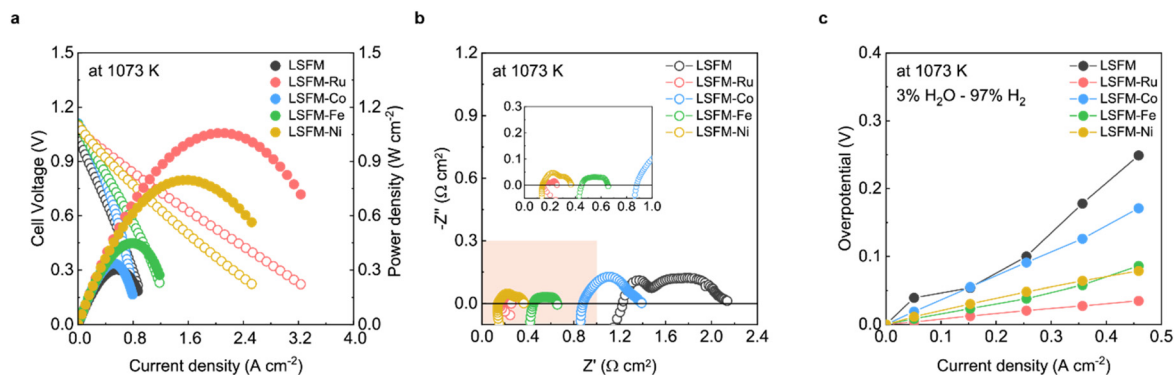 a
1.5
1.2
0.9
0.6
0.3
0.0
Cell Voltage (V)
at 1073 K
LSFM
LSFM-Ru
LSFM-Co
LSFM-Fe
LSFM-Ni
1.5
1.2
0.9
0.6
0.3
0.0
Power density (W cm⁻²)
0.0 0.8 1.6 2.4 3.2 4.0
Current density (A cm⁻²)
b
1.2
0.9
0.6
0.3
0.0
-Z'' (Ω cm²)
at 1073 K
LSFM
LSFM-Ru
LSFM-Co
LSFM-Fe
LSFM-Ni
0.3
0.2
0.1
0.0
0.0 0.2 0.4 0.6 0.8 1.0
0.0 0.4 0.8 1.2 1.6 2.0 2.4
Z' (Ω cm²)
c
0.4
0.3
0.2
0.1
0.0
Overpotential (V)
at 1073 K
3% H₂O - 97% H₂
LSFM
LSFM-Ru
LSFM-Co
LSFM-Fe
LSFM-Ni
0.0 0.1 0.2 0.3 0.4 0.5
Current density (A cm⁻²)